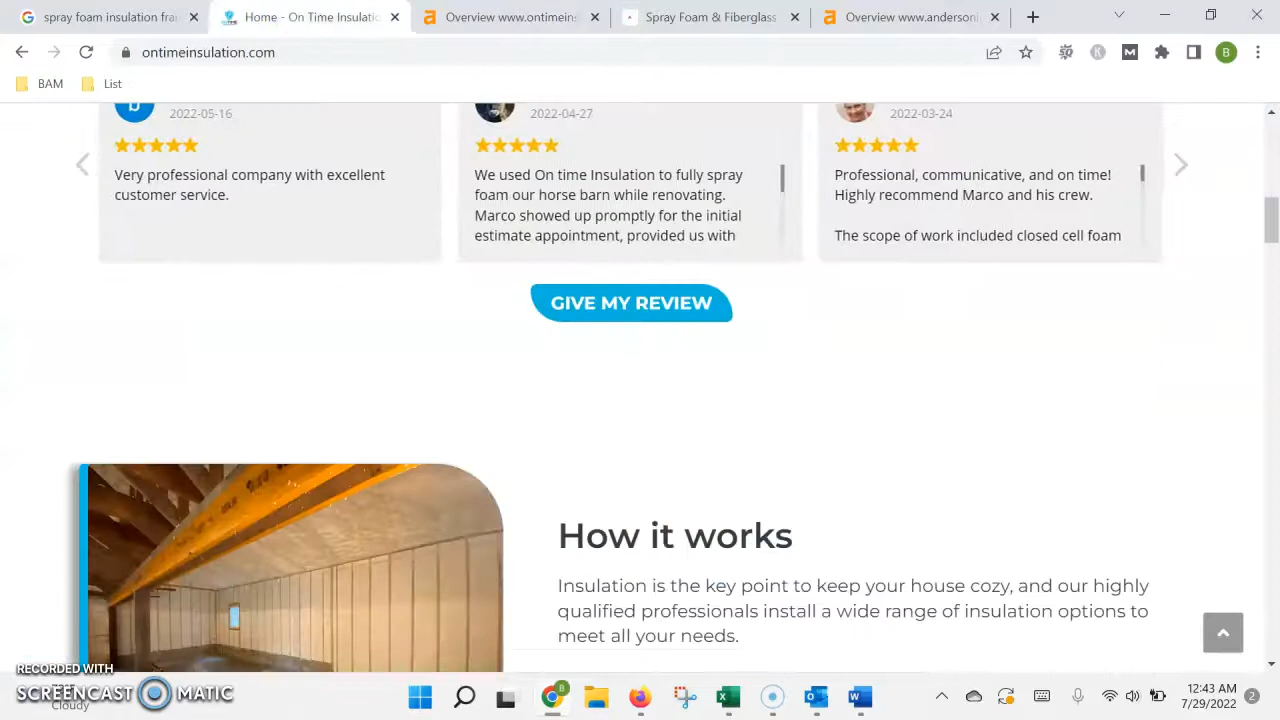 spray foam insulation fran
Home - On Time Insulatio
Overview: www.ontimein
Spray Foam & Fiberglass
Overview: www.anderson
ontimeinsulation.com
B
BAM
List
2022-05-16
2022-04-27
2022-03-24
Very professional company with excellent
customer service.
We used On time Insulation to fully spray
foam our horse barn while renovating.
Marco showed up promptly for the initial
estimate appointment, provided us with
Professional, communicative, and on time!
Highly recommend Marco and his crew.
The scope of work included closed cell foam
GIVE MY REVIEW
How it works
Insulation is the key point to keep your house cozy, and our highly
qualified professionals install a wide range of insulation options to
meet all your needs.
RECORDED WITH
SCREENCAST MATIC
Cloudy
12:43 AM
7/29/2022
2